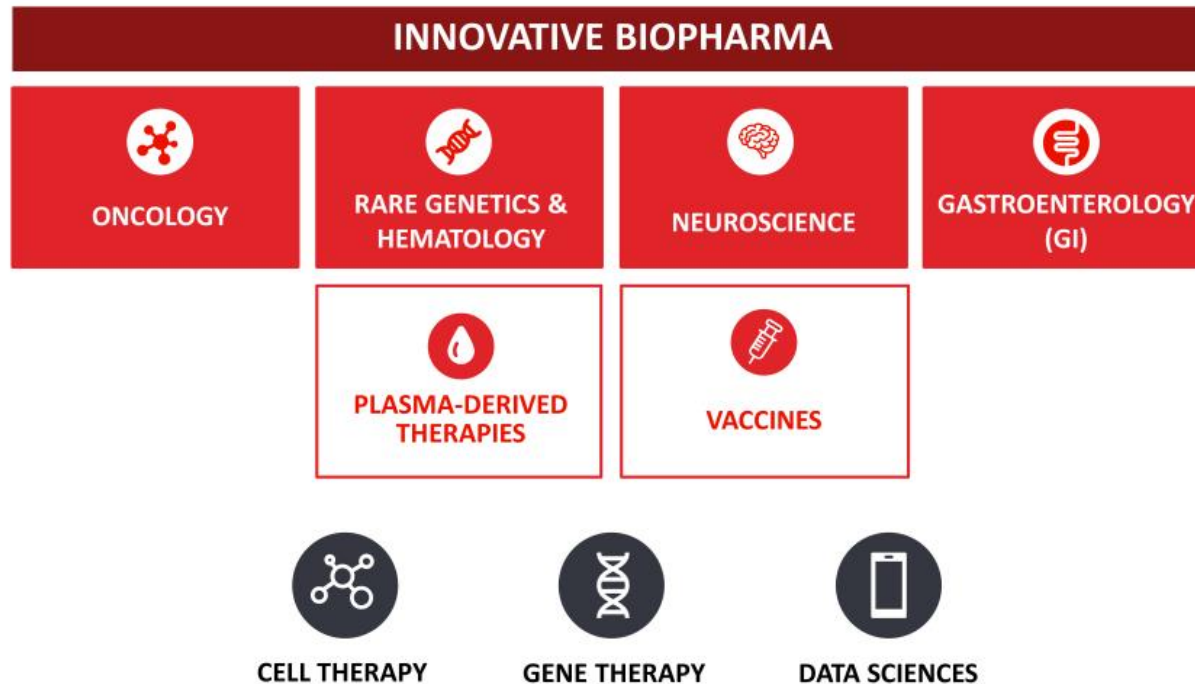 INNOVATIVE BIOPHARMA
ONCOLOGY
RARE GENETICS &
HEMATOLOGY
NEUROSCIENCE
GASTROENTEROLOGY
(GI)
PLASMA-DERIVED
THERAPIES
VACCINES
CELL THERAPY
GENE THERAPY
DATA SCIENCES